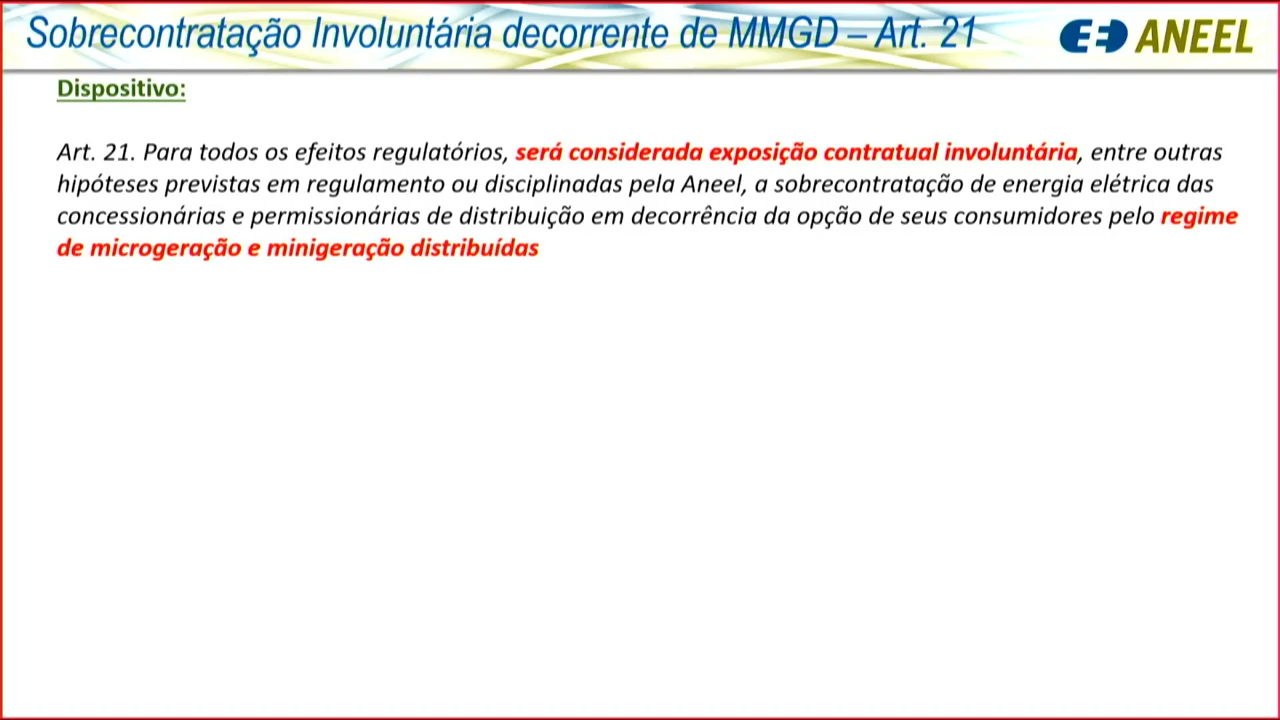 Sobrecontratação Involuntária decorrente de MMGD – Art. 21
ANEEL
Dispositivo:
Art. 21. Para todos os efeitos regulatórios, será considerada exposição contratual involuntária, entre outras
hipóteses previstas em regulamento ou disciplinadas pela Aneel, a sobrecontratação de energia elétrica das
concessionárias e permissionárias de distribuição em decorrência da opção de seus consumidores pelo regime
de microgeração e minigeração distribuídas